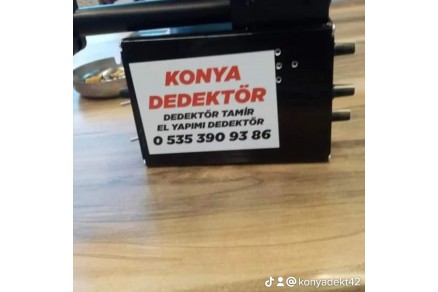 KONYA
DEDEKTÖR
DEDEKTÖR TAMİR
EL YAPIMI DEDEKTÖR
0 535 390 93 86
@konyadekt42